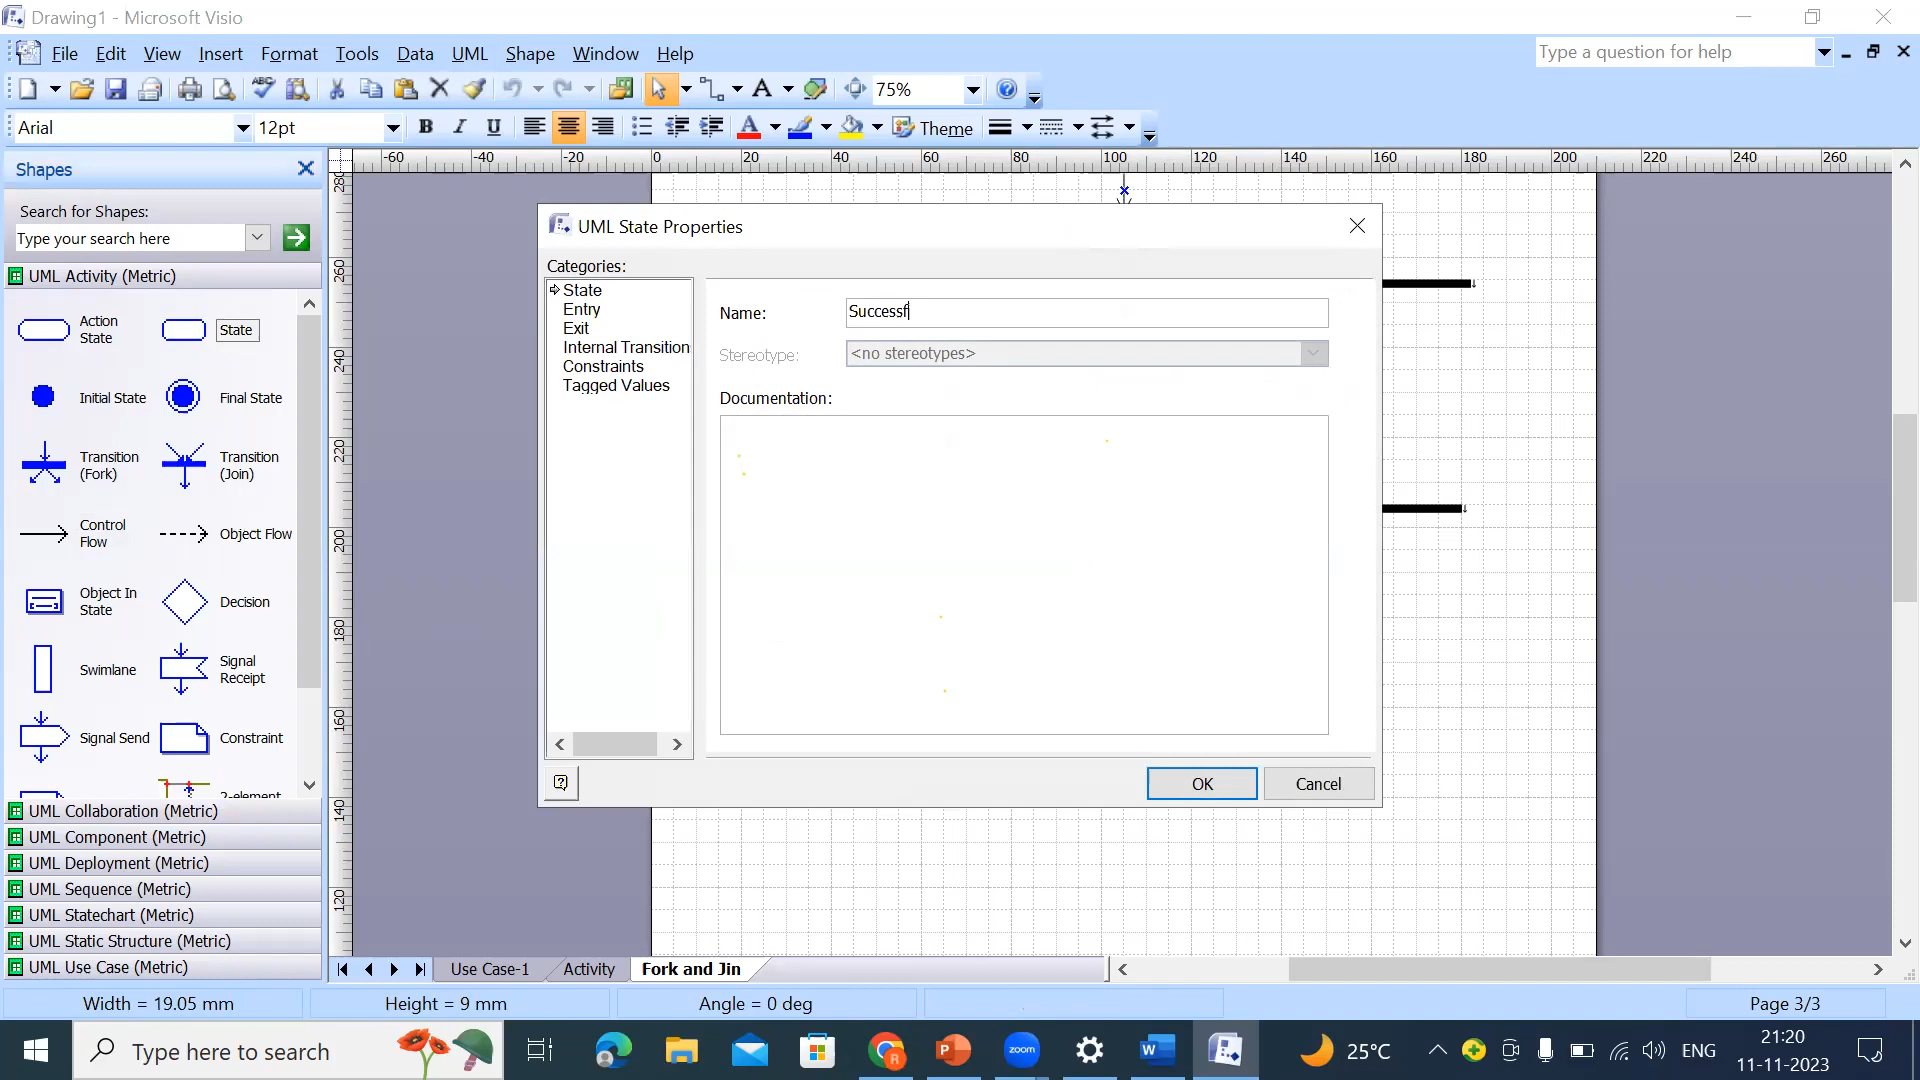 Drawing1 - Microsoft Visio
File Edit View Insert Format Tools Data UML Shape Window Help
Type a question for help
75%
Arial 12pt B I U A Theme
Shapes
Search for Shapes:
Type your search here
UML Activity (Metric)
Action State
State
Initial State
Final State
Transition (Fork)
Transition (Join)
Control Flow
Object Flow
Object In State
Decision
Swimlane
Signal Receipt
Signal Send
Constraint
2-element
UML Collaboration (Metric)
UML Component (Metric)
UML Deployment (Metric)
UML Sequence (Metric)
UML Statechart (Metric)
UML Static Structure (Metric)
UML Use Case (Metric)
-60 -40 -20 0 20 40 60 80 100 120 140 160 180 200 220 240 260
280
260
240
220
200
180
160
140
120
UML State Properties
Categories:
State
Entry
Exit
Internal Transition
Constraints
Tagged Values
Name: Successf
Stereotype: <no stereotypes>
Documentation:
OK Cancel
Use Case-1 Activity Fork and Jin
Width = 19.05 mm Height = 9 mm Angle = 0 deg Page 3/3
Type here to search
zoom
25°C
ENG
21:20
11-11-2023